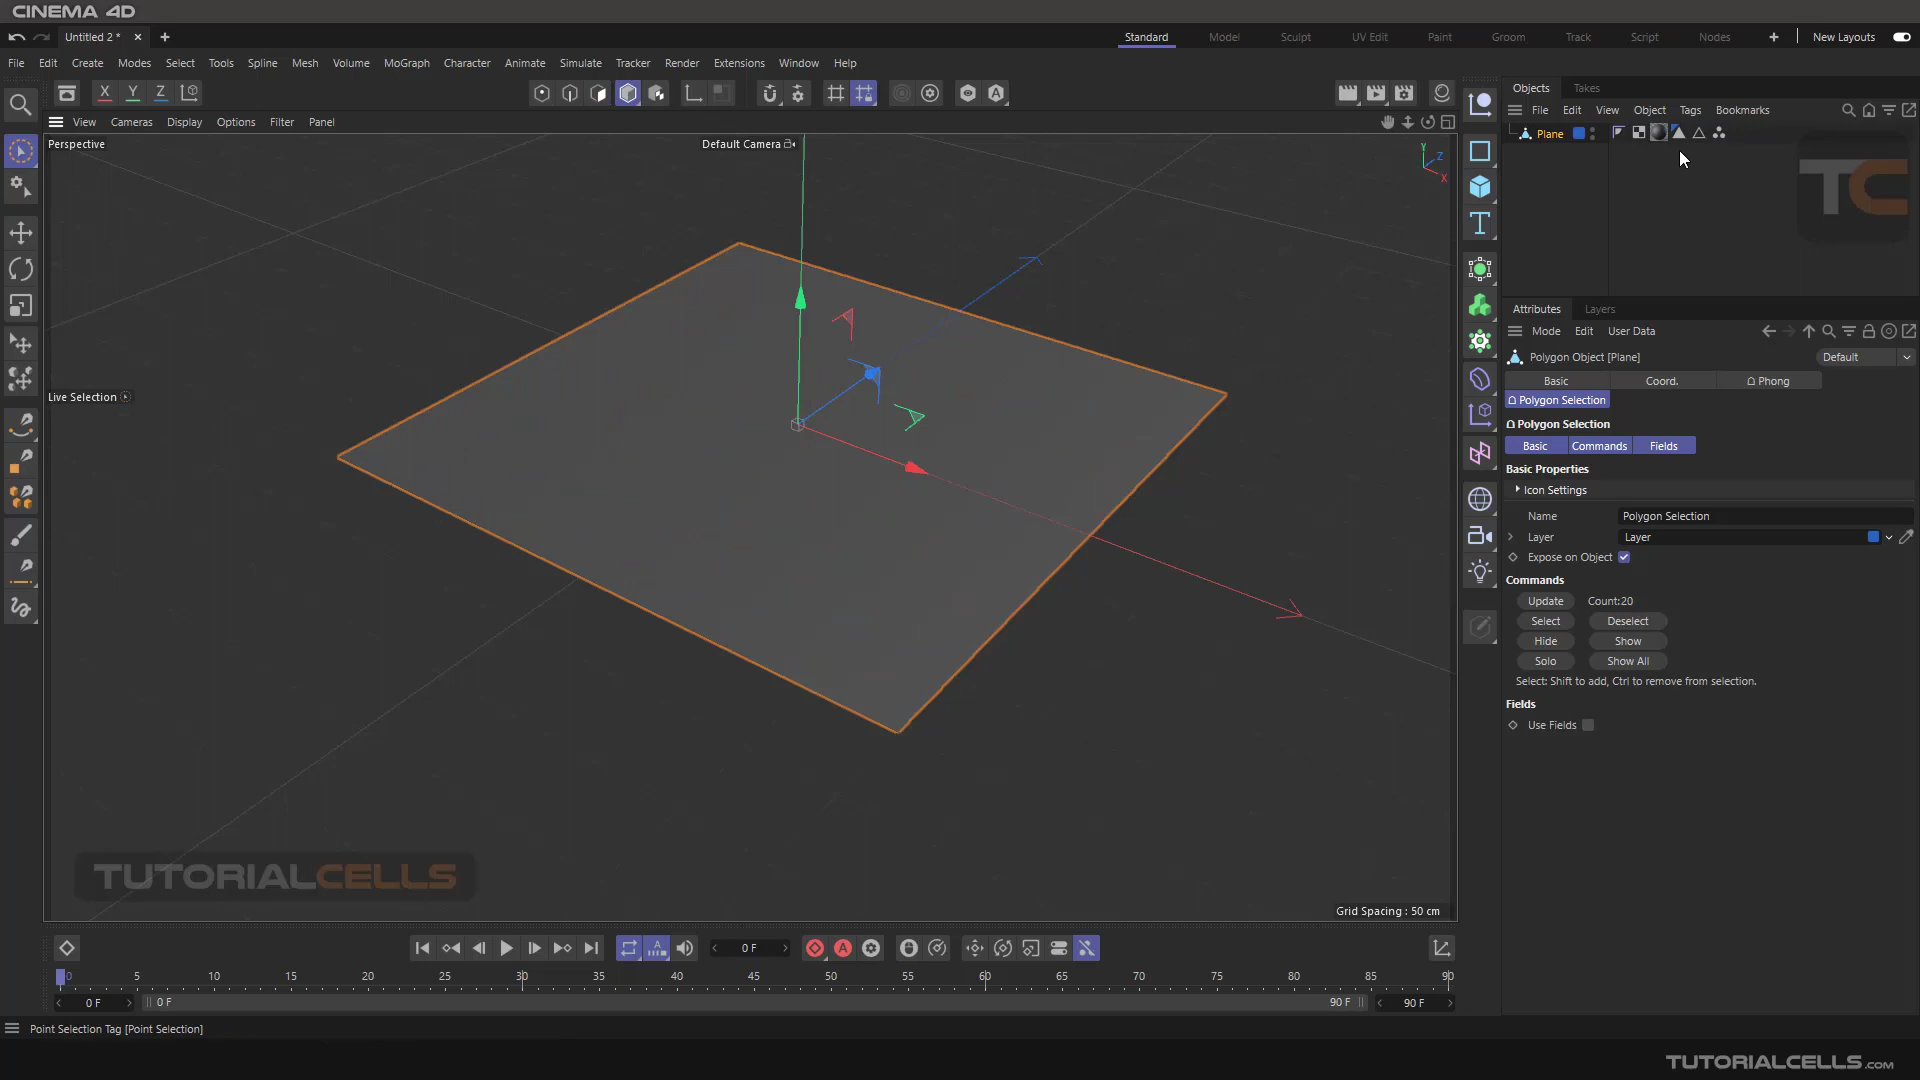 CINEMA 4D
Untitled 2 *
Standard Model Sculpt UV Edit Paint Groom Track Script Nodes New Layouts
File Edit Create Modes Select Tools Spline Mesh Volume MoGraph Character Animate Simulate Tracker Render Extensions Window Help
X Y Z
Objects Takes
File Edit View Object Tags Bookmarks
View Cameras Display Options Filter Panel
Plane
Perspective
Default Camera
Y
Z
X
TC
Attributes Layers
Mode Edit User Data
Polygon Object [Plane]
Default
Basic Coord. Phong
Live Selection
Polygon Selection
Polygon Selection
Basic Commands Fields
Basic Properties
Icon Settings
Name Polygon Selection
Layer Layer
Expose on Object
Commands
Update Count:20
Select Deselect
Hide Show
Solo Show All
Select: Shift to add, Ctrl to remove from selection.
Fields
Use Fields
TUTORIALCELLS
Grid Spacing : 50 cm
0 F
0 5 10 15 20 25 30 35 40 45 50 55 60 65 70 75 80 85 90
0 F 0 F 90 F 90 F
Point Selection Tag [Point Selection]
TUTORIALCELLS.COM